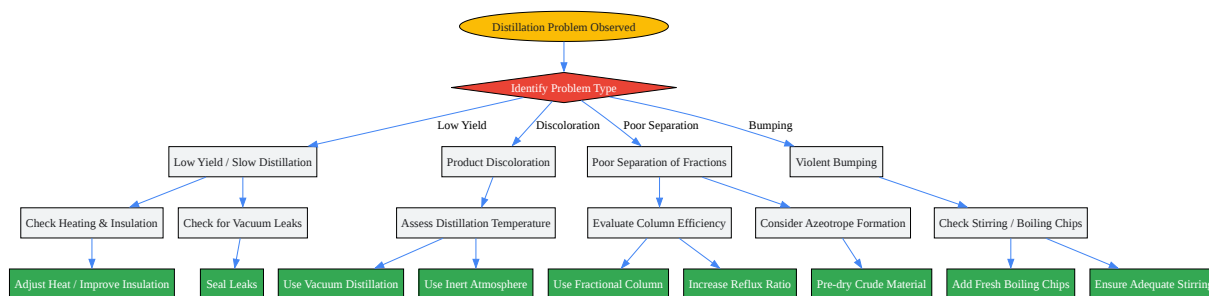 Distillation Problem Observed
Identify Problem Type
Low Yield
Discoloration
Poor Separation
Bumping
Low Yield / Slow Distillation
Product Discoloration
Poor Separation of Fractions
Violent Bumping
Check Heating & Insulation
Check for Vacuum Leaks
Assess Distillation Temperature
Evaluate Column Efficiency
Consider Azeotrope Formation
Check Stirring / Boiling Chips
Adjust Heat / Improve Insulation
Seal Leaks
Use Vacuum Distillation
Use Inert Atmosphere
Use Fractional Column
Increase Reflux Ratio
Pre-dry Crude Material
Add Fresh Boiling Chips
Ensure Adequate Stirring